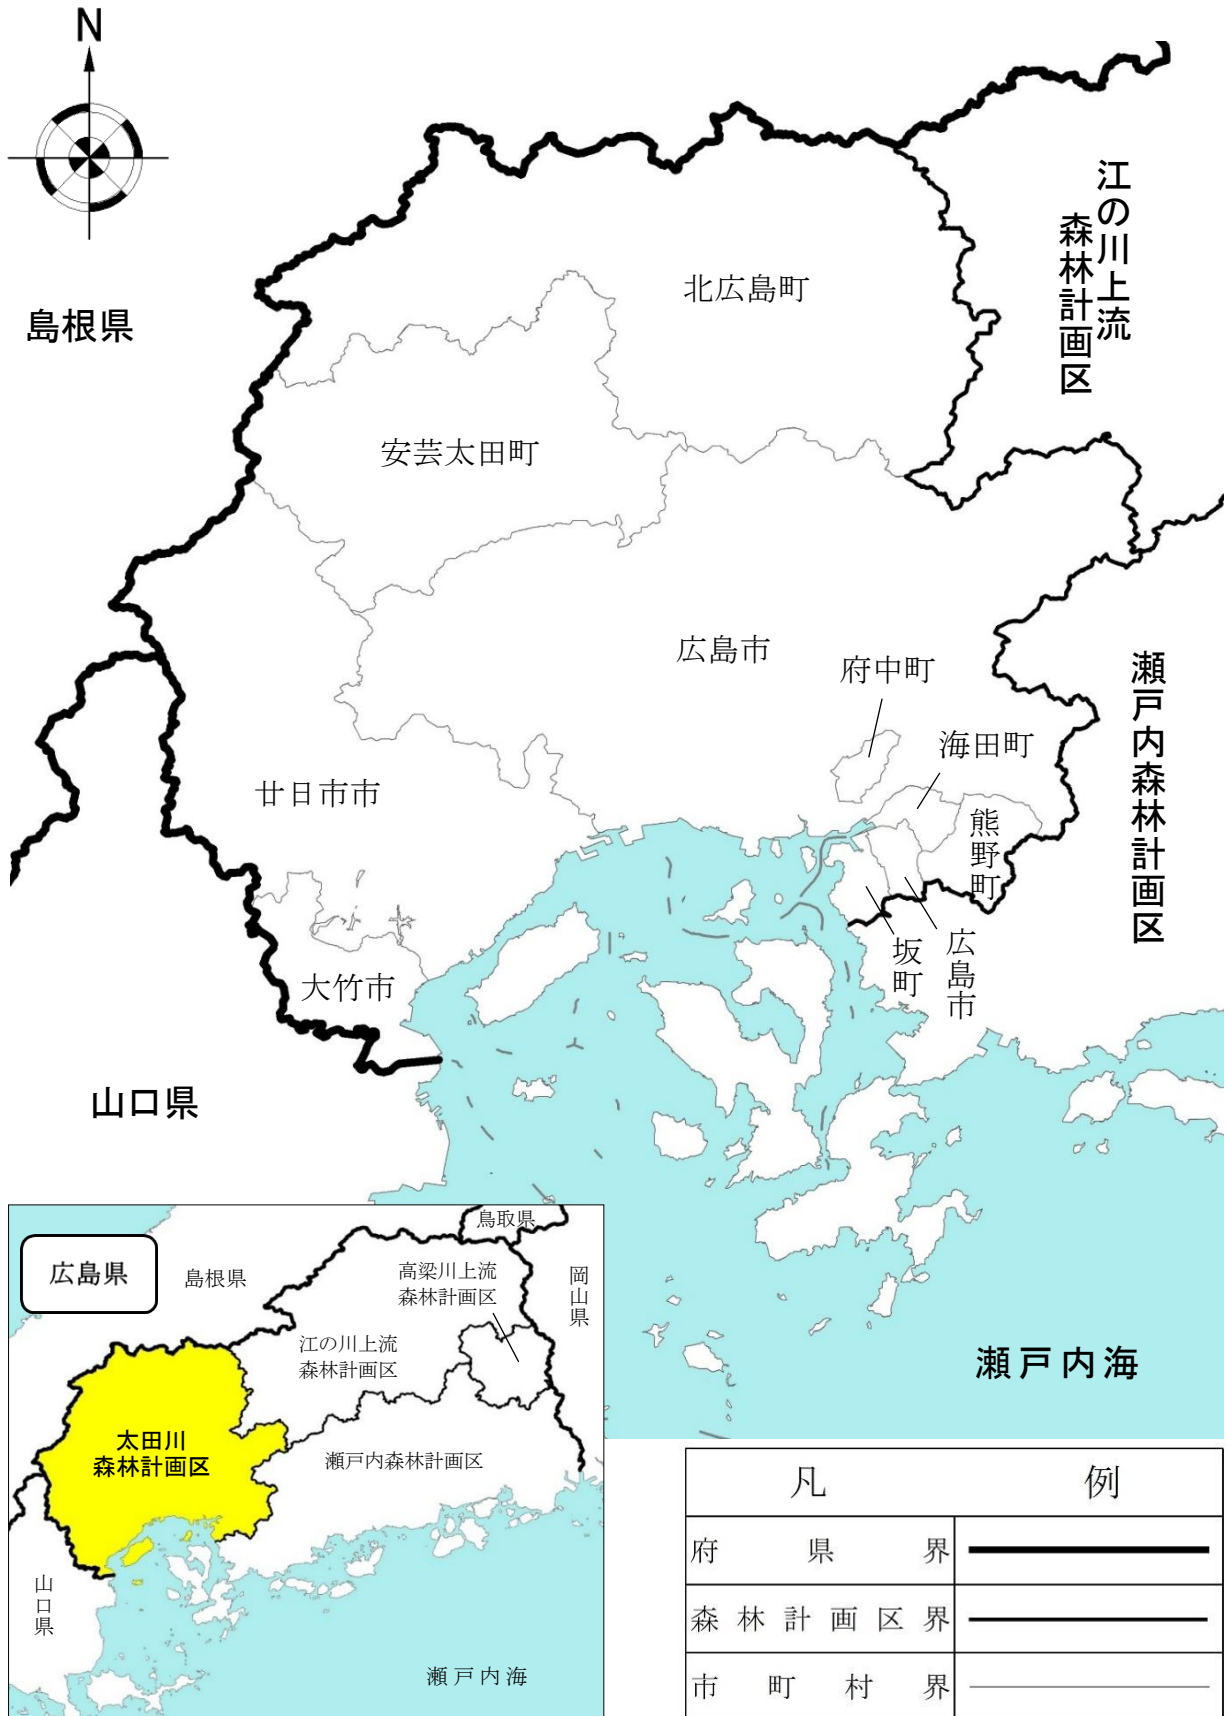 N
江の川上流
森林計画区
北広島町
島根県
安芸太田町
広島市
府中町
瀬戸内森林計画区
海田町
廿日市市
熊野町
坂町
広島市
大竹市
山口県
瀬戸内海
広島県
鳥取県
島根県
高梁川上流
森林計画区
岡山県
江の川上流
森林計画区
太田川
森林計画区
瀬戸内森林計画区
山口県
瀬戸内海
凡 例
府県界
森林計画区界
市町村界